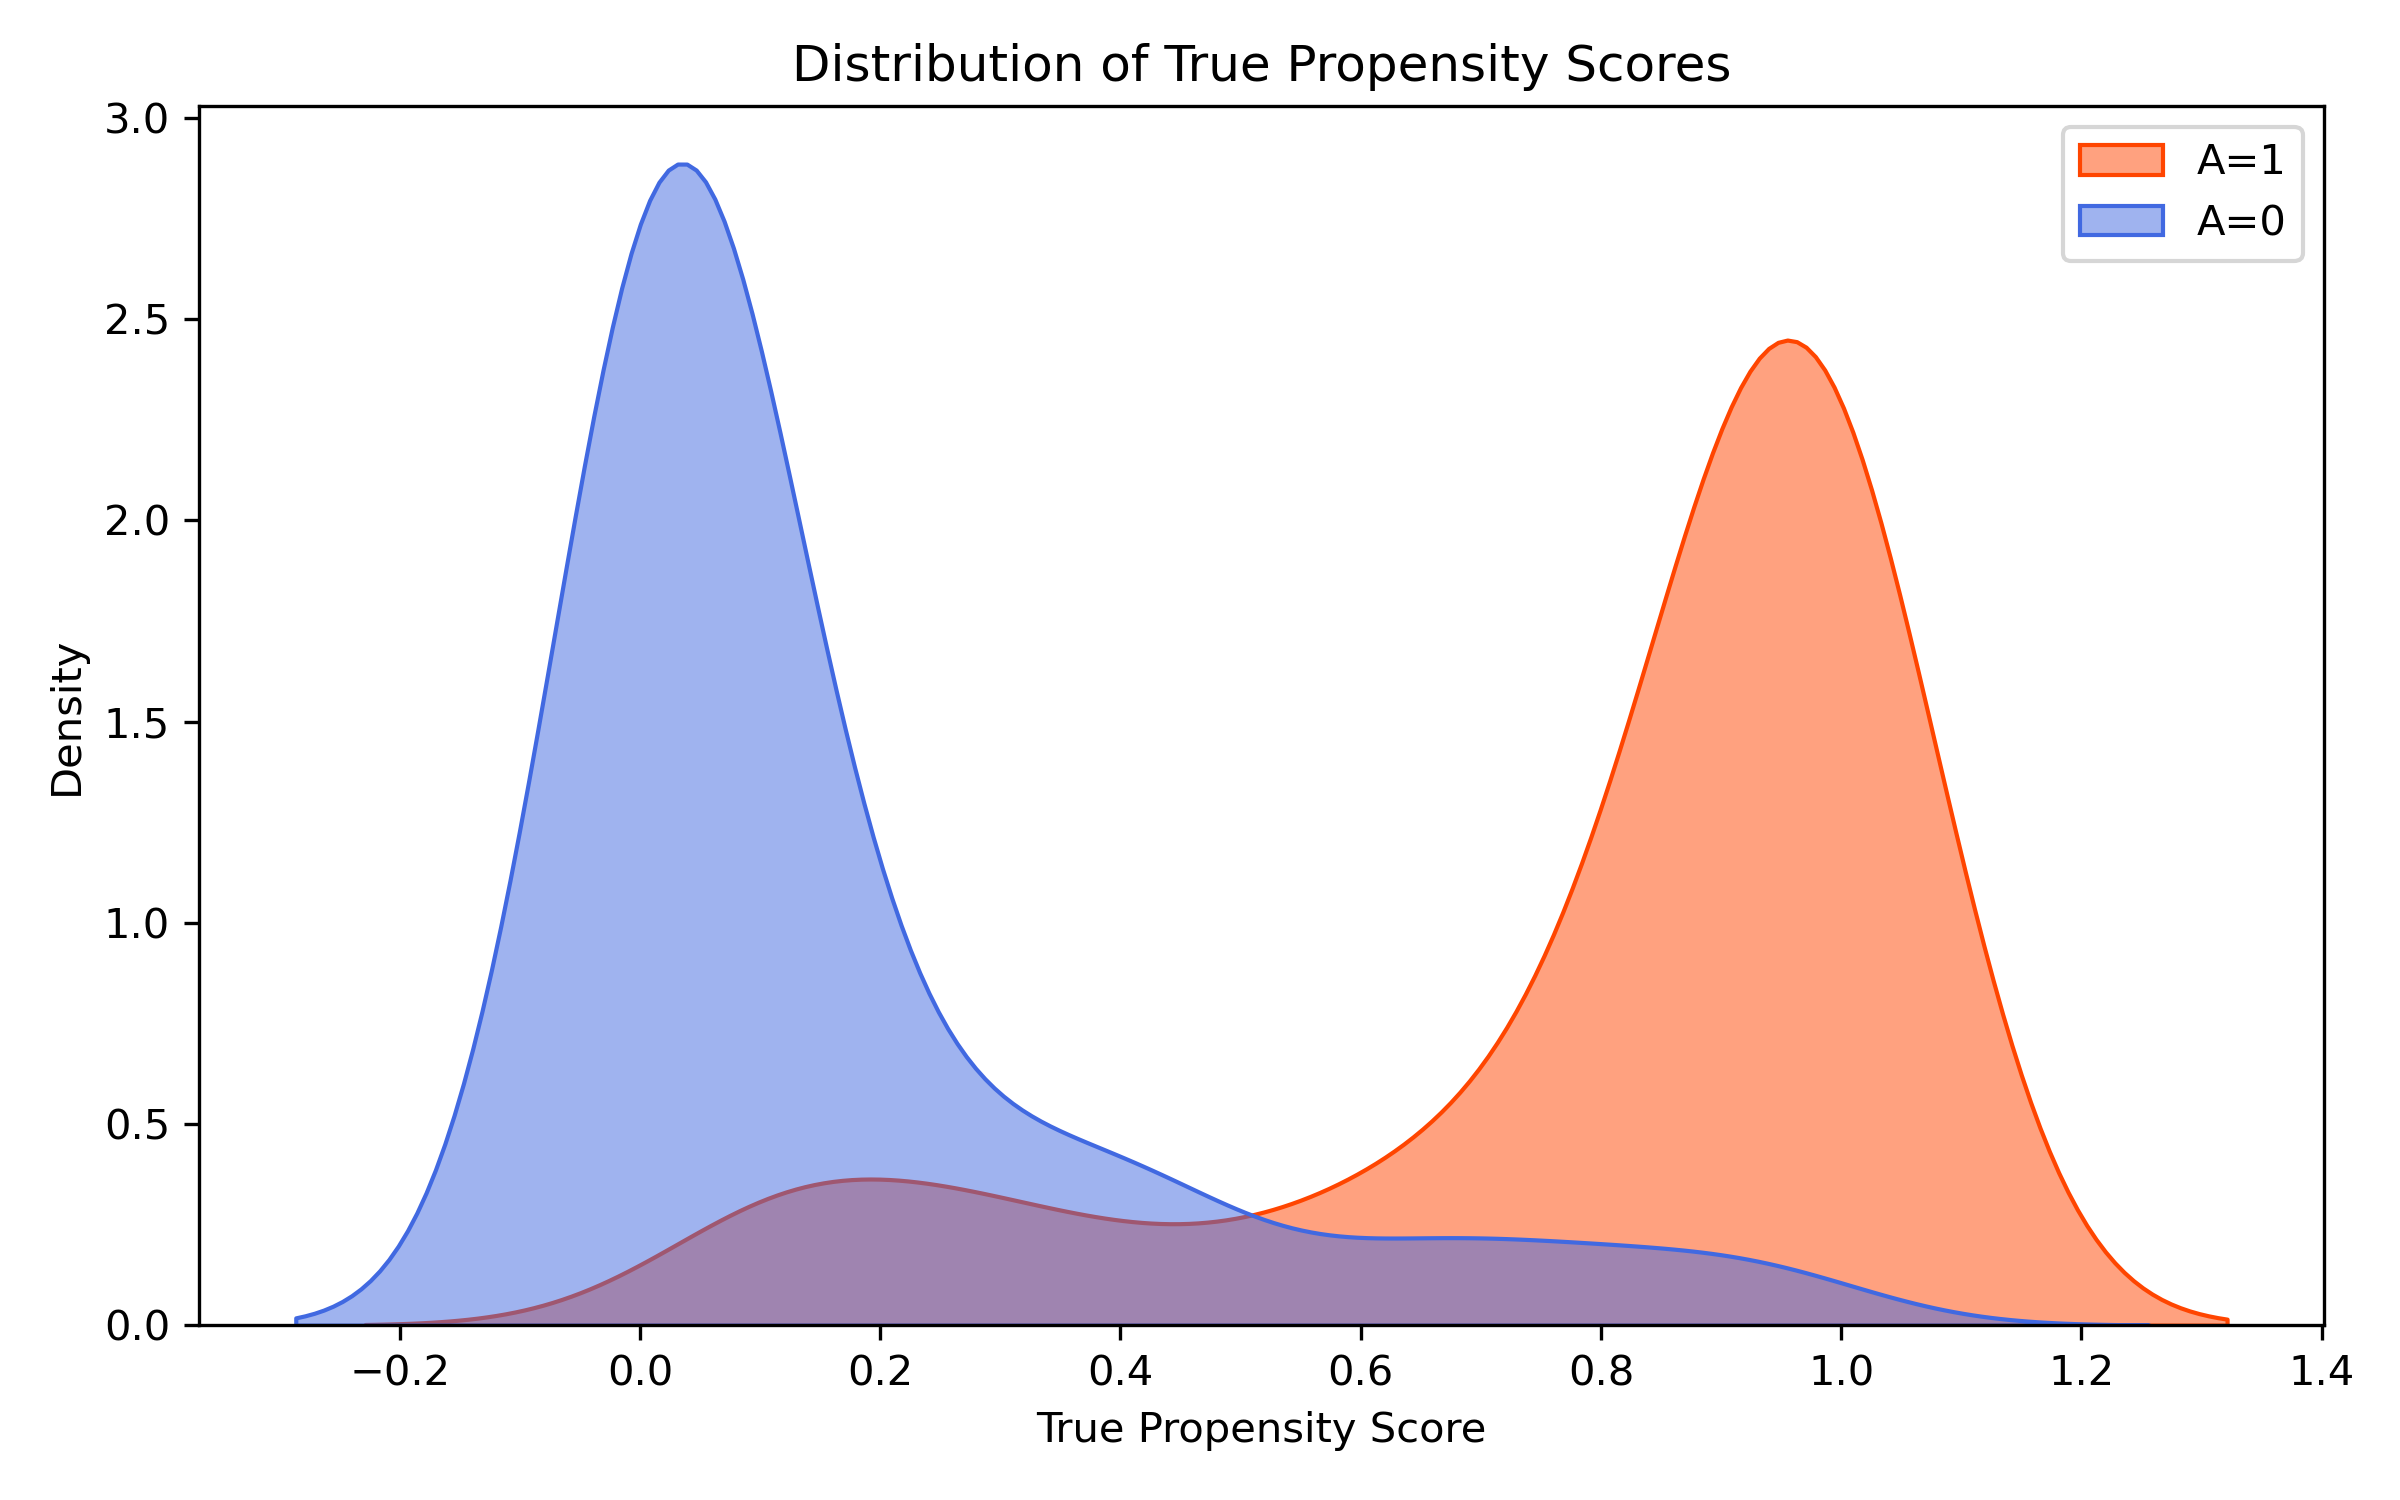 Distribution of True Propensity Scores
A=1
A=0
Density
3.0
2.5
2.0
1.5
1.0
0.5
0.0
−0.2 0.0 0.2 0.4 0.6 0.8 1.0 1.2 1.4
True Propensity Score